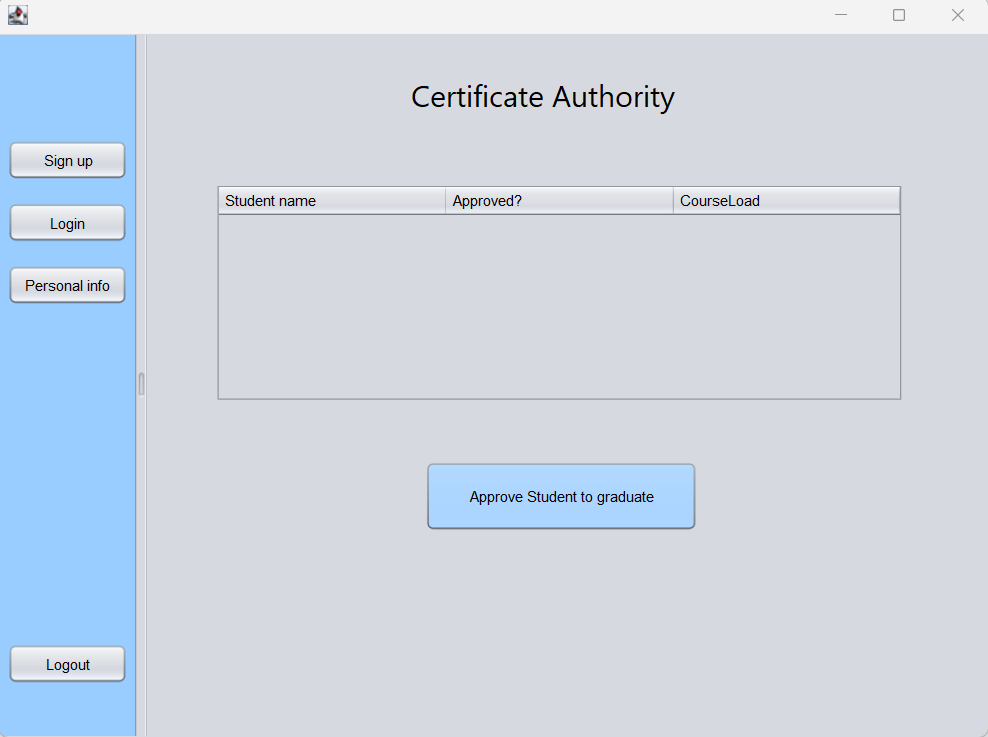 Certificate Authority
Sign up
Login
Personal info
Student name Approved? CourseLoad
Approve Student to graduate
Logout